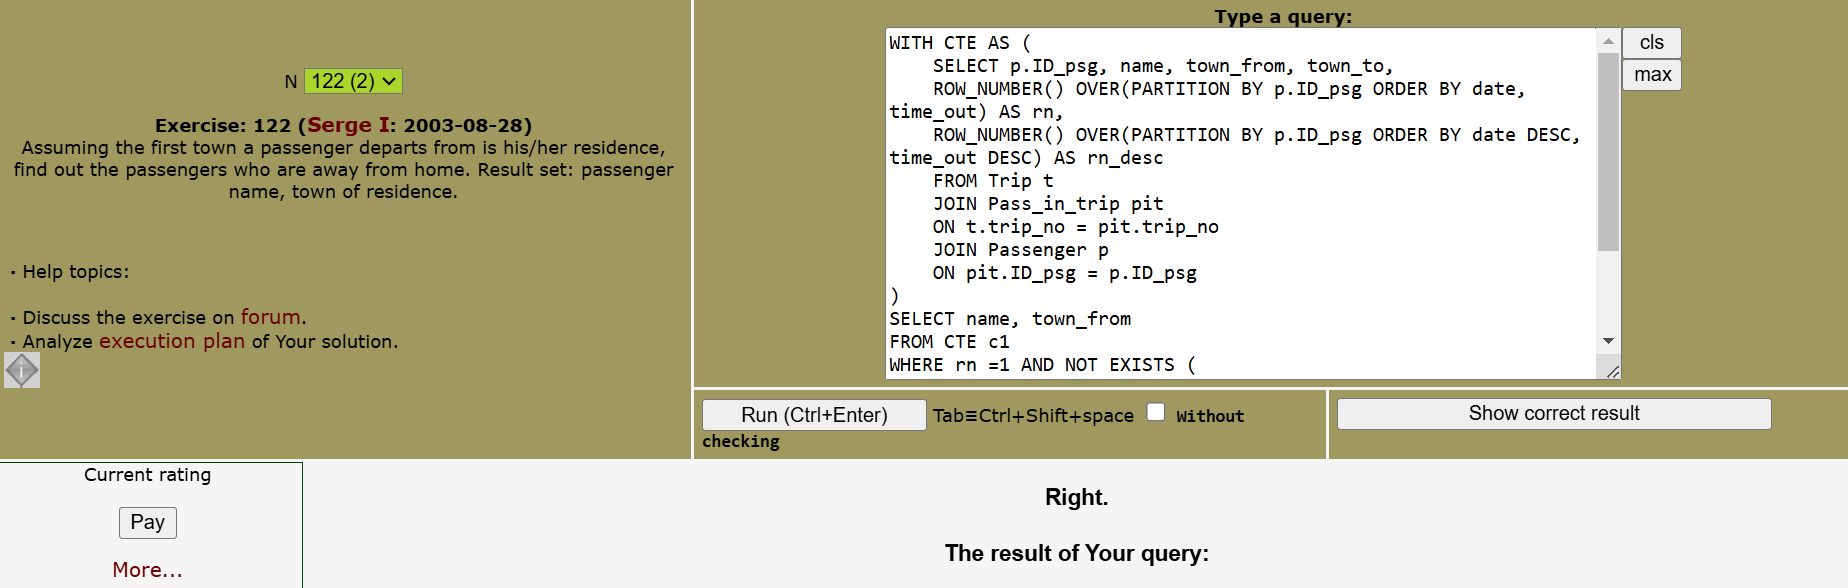 N 122 (2)
Exercise: 122 (Serge I: 2003-08-28)
Assuming the first town a passenger departs from is his/her residence,
find out the passengers who are away from home. Result set: passenger
name, town of residence.
· Help topics:
· Discuss the exercise on forum.
· Analyze execution plan of Your solution.
Type a query:
WITH CTE AS (
    SELECT p.ID_psg, name, town_from, town_to,
    ROW_NUMBER() OVER(PARTITION BY p.ID_psg ORDER BY date,
time_out) AS rn,
    ROW_NUMBER() OVER(PARTITION BY p.ID_psg ORDER BY date DESC,
time_out DESC) AS rn_desc
    FROM Trip t
    JOIN Pass_in_trip pit
    ON t.trip_no = pit.trip_no
    JOIN Passenger p
    ON pit.ID_psg = p.ID_psg
)
SELECT name, town_from
FROM CTE c1
WHERE rn =1 AND NOT EXISTS (
cls
max
Run (Ctrl+Enter) Tab≡Ctrl+Shift+space Without
checking
Show correct result
Current rating
Pay
More...
Right.
The result of Your query: